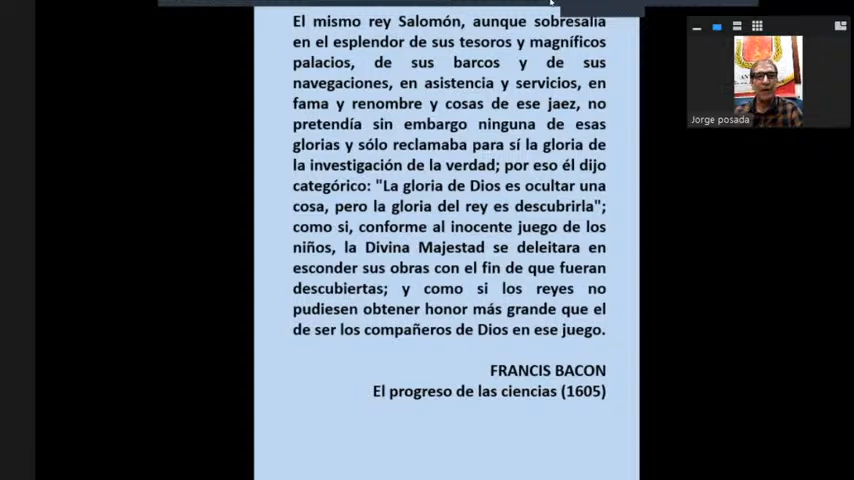 El mismo rey Salomón, aunque sobresalía
en el esplendor de sus tesoros y magníficos
palacios, de sus barcos y de sus
navegaciones, en asistencia y servicios, en
fama y renombre y cosas de ese jaez, no
pretendía sin embargo ninguna de esas
glorias y sólo reclamaba para sí la gloria de
la investigación de la verdad; por eso él dijo
categórico: "La gloria de Dios es ocultar una
cosa, pero la gloria del rey es descubrirla";
como si, conforme al inocente juego de los
niños, la Divina Majestad se deleitara en
esconder sus obras con el fin de que fueran
descubiertas; y como si los reyes no
pudiesen obtener honor más grande que el
de ser los compañeros de Dios en ese juego.
FRANCIS BACON
El progreso de las ciencias (1605)
Jorge posada